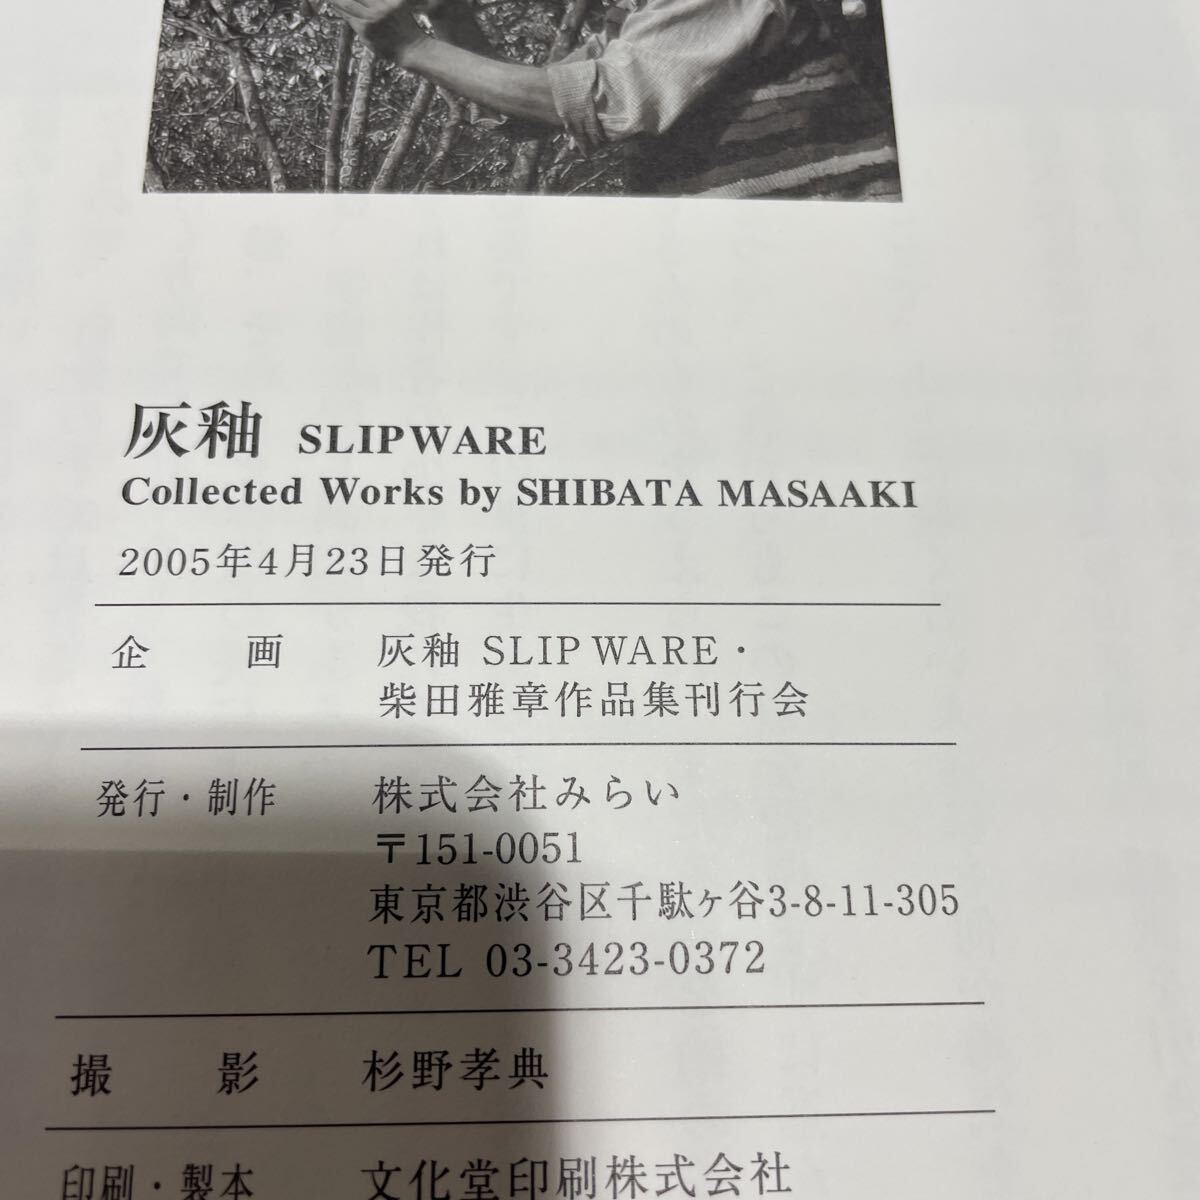 灰釉 SLIPWARE
Collected Works by SHIBATA MASAAKI
2005年4月23日発行
企 画 灰釉 SLIP WARE・
柴田雅章作品集刊行会
発行・制作 株式会社みらい
〒151-0051
東京都渋谷区千駄ヶ谷3-8-11-305
TEL 03-3423-0372
撮 影 杉野孝典
印刷・製本 文化堂印刷株式会社